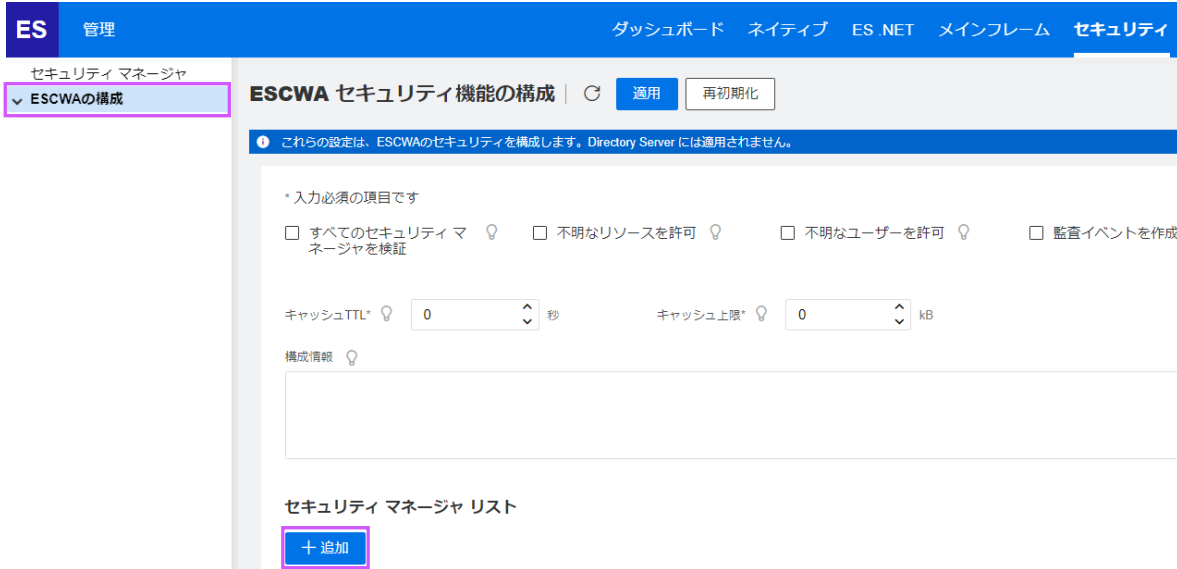 ES 管理 ダッシュボード ネイティブ ES .NET メインフレーム セキュリティ
セキュリティ マネージャ
ESCWAの構成
ESCWA セキュリティ機能の構成 適用 再初期化
これらの設定は、ESCWAのセキュリティを構成します。Directory Server には適用されません。
* 入力必須の項目です
すべてのセキュリティ マネージャを検証 不明なリソースを許可 不明なユーザーを許可 監査イベントを作成
キャッシュTTL* 0 秒 キャッシュ上限* 0 kB
構成情報
セキュリティ マネージャ リスト
＋追加